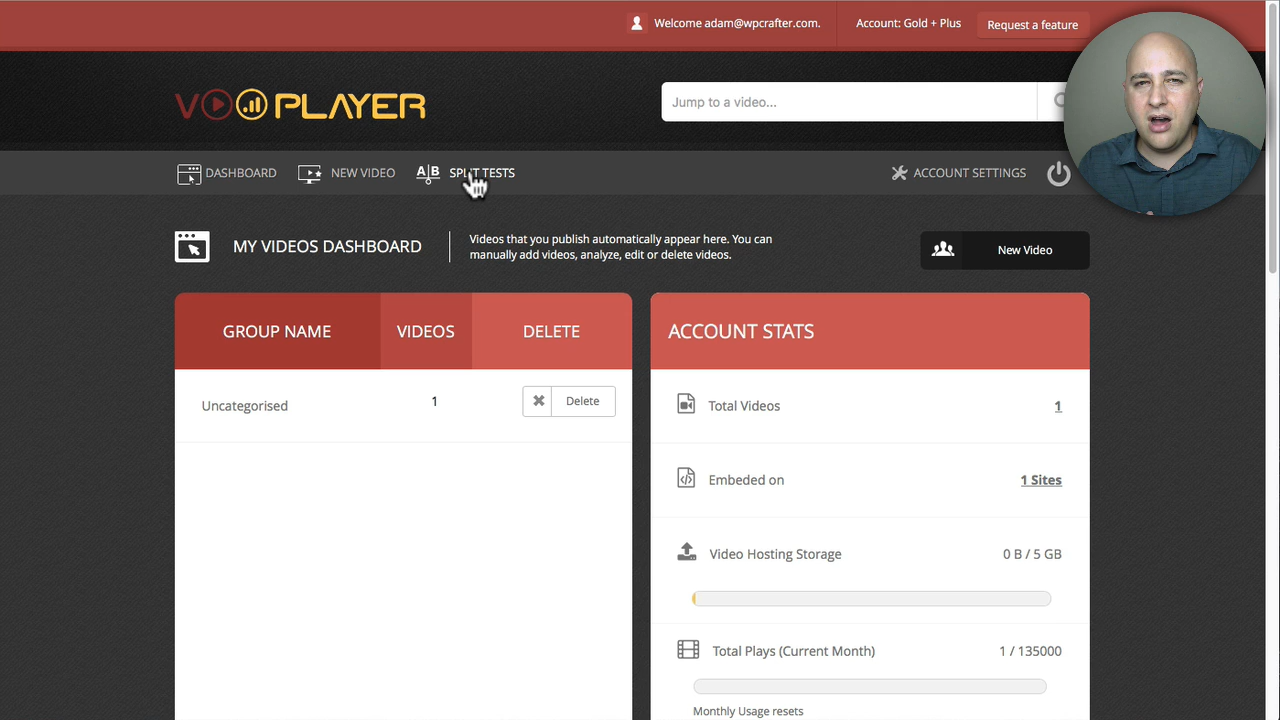 Welcome adam@wpcrafter.com.
Account: Gold + Plus
Request a feature
VOOPLAYER
Jump to a video...
DASHBOARD
NEW VIDEO
A|B SPLIT TESTS
ACCOUNT SETTINGS
MY VIDEOS DASHBOARD
Videos that you publish automatically appear here. You can
manually add videos, analyze, edit or delete videos.
New Video
GROUP NAME VIDEOS DELETE
Uncategorised 1 Delete
ACCOUNT STATS
Total Videos 1
Embeded on 1 Sites
Video Hosting Storage 0 B / 5 GB
Total Plays (Current Month) 1 / 135000
Monthly Usage resets